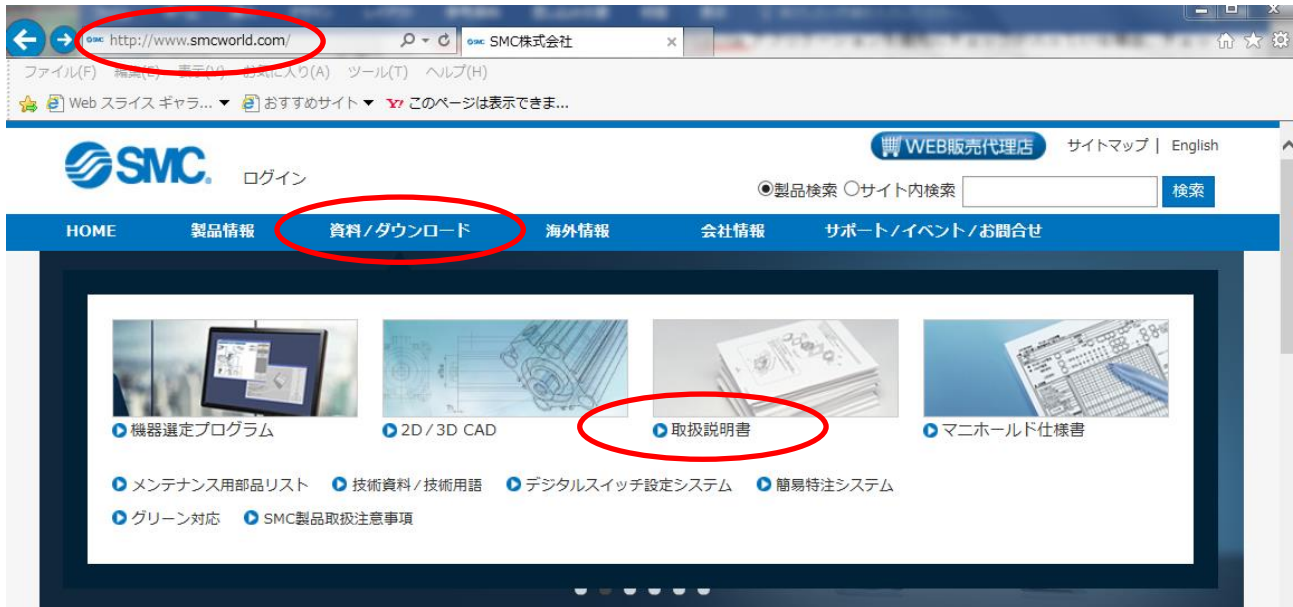 http://www.smcworld.com/ SMC株式会社
ファイル(F) 編集(E) 表示(V) お気に入り(A) ツール(T) ヘルプ(H)
Web スライス ギャラ... おすすめサイト Y! このページは表示できま...
WEB販売代理店 サイトマップ | English
SMC. ログイン
製品検索 サイト内検索 検索
HOME 製品情報 資料/ダウンロード 海外情報 会社情報 サポート/イベント/お問合せ
機器選定プログラム 2D/3D CAD 取扱説明書 マニホールド仕様書
メンテナンス用部品リスト 技術資料/技術用語 デジタルスイッチ設定システム 簡易特注システム
グリーン対応 SMC製品取扱注意事項